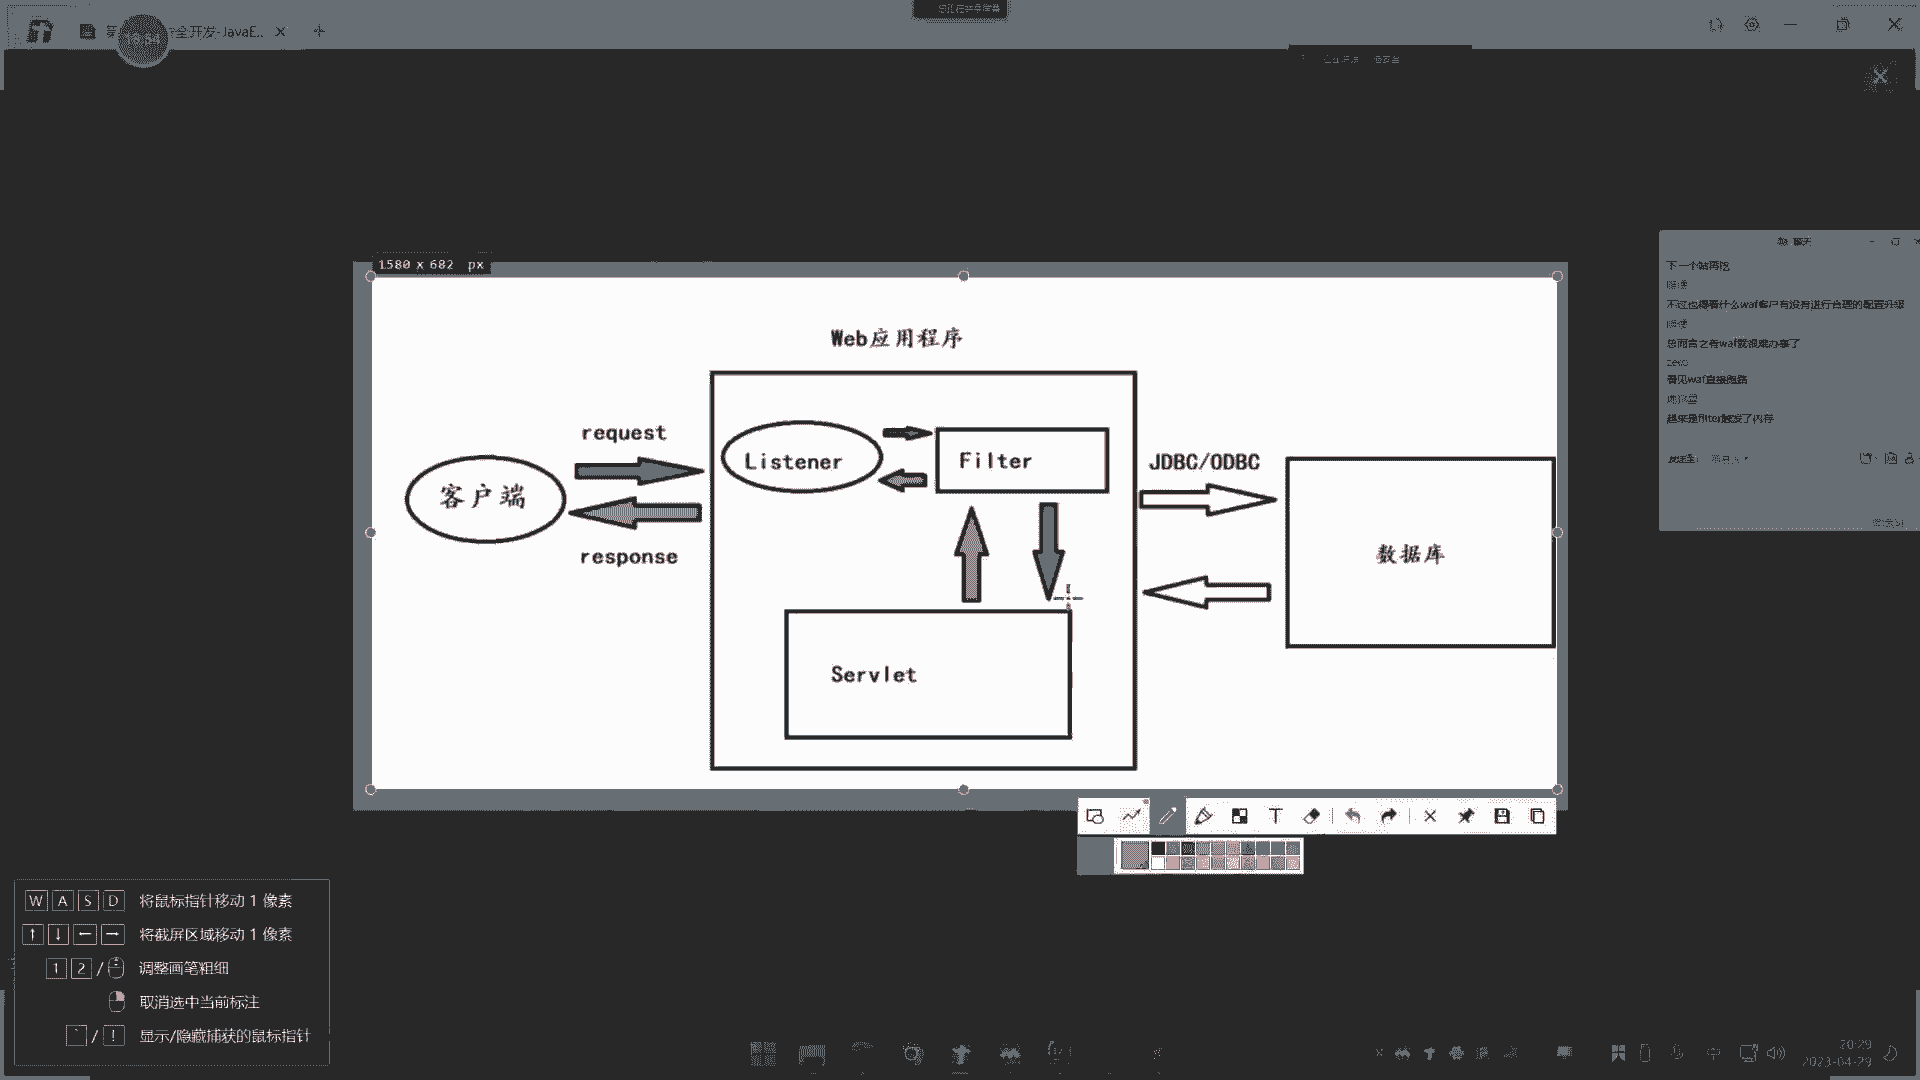 全开发-JavaE...
1580 x 682 px
Web应用程序
request
Listener
Filter
JDBC/ODBC
客户端
response
数据库
Servlet
下一个站再吃
不过也得看什么waf客户有没有进行合理的配置升级
总而言之有waf就很难办事了
zero
看见waf直接跑路
越来是filter触发了内存
W A S D 将鼠标指针移动 1 像素
↑ ↓ ← → 将截屏区域移动 1 像素
1 2 / 调整画笔粗细
取消选中当前标注
` / ! 显示/隐藏捕获的鼠标指针
中
20:29
2023-04-29